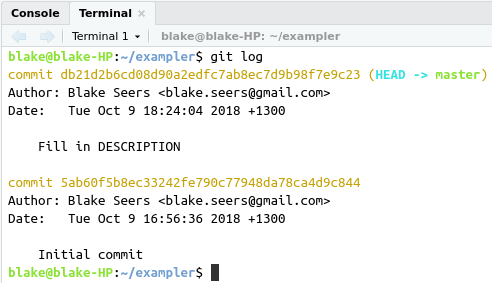 Console Terminal ×
Terminal 1 blake@blake-HP: ~/exampler
blake@blake-HP:~/exampler$ git log
commit db21d2b6cd08d90a2edfc7ab8ec7d9b98f7e9c23 (HEAD -> master)
Author: Blake Seers <blake.seers@gmail.com>
Date:   Tue Oct 9 18:24:04 2018 +1300
    Fill in DESCRIPTION
commit 5ab60f5b8ec33242fe790c77948da78ca4d9c844
Author: Blake Seers <blake.seers@gmail.com>
Date:   Tue Oct 9 16:56:36 2018 +1300
    Initial commit
blake@blake-HP:~/exampler$